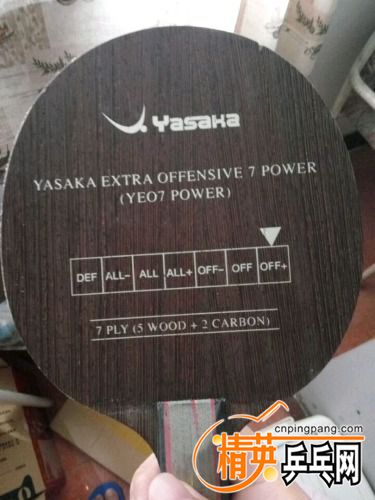 Yasaka
YASAKA EXTRA OFFENSIVE 7 POWER
(YEO7 POWER)
DEF ALL- ALL ALL+ OFF- OFF OFF+
7 PLY (5 WOOD + 2 CARBON)
cnpingpang.com
精英乒乓网